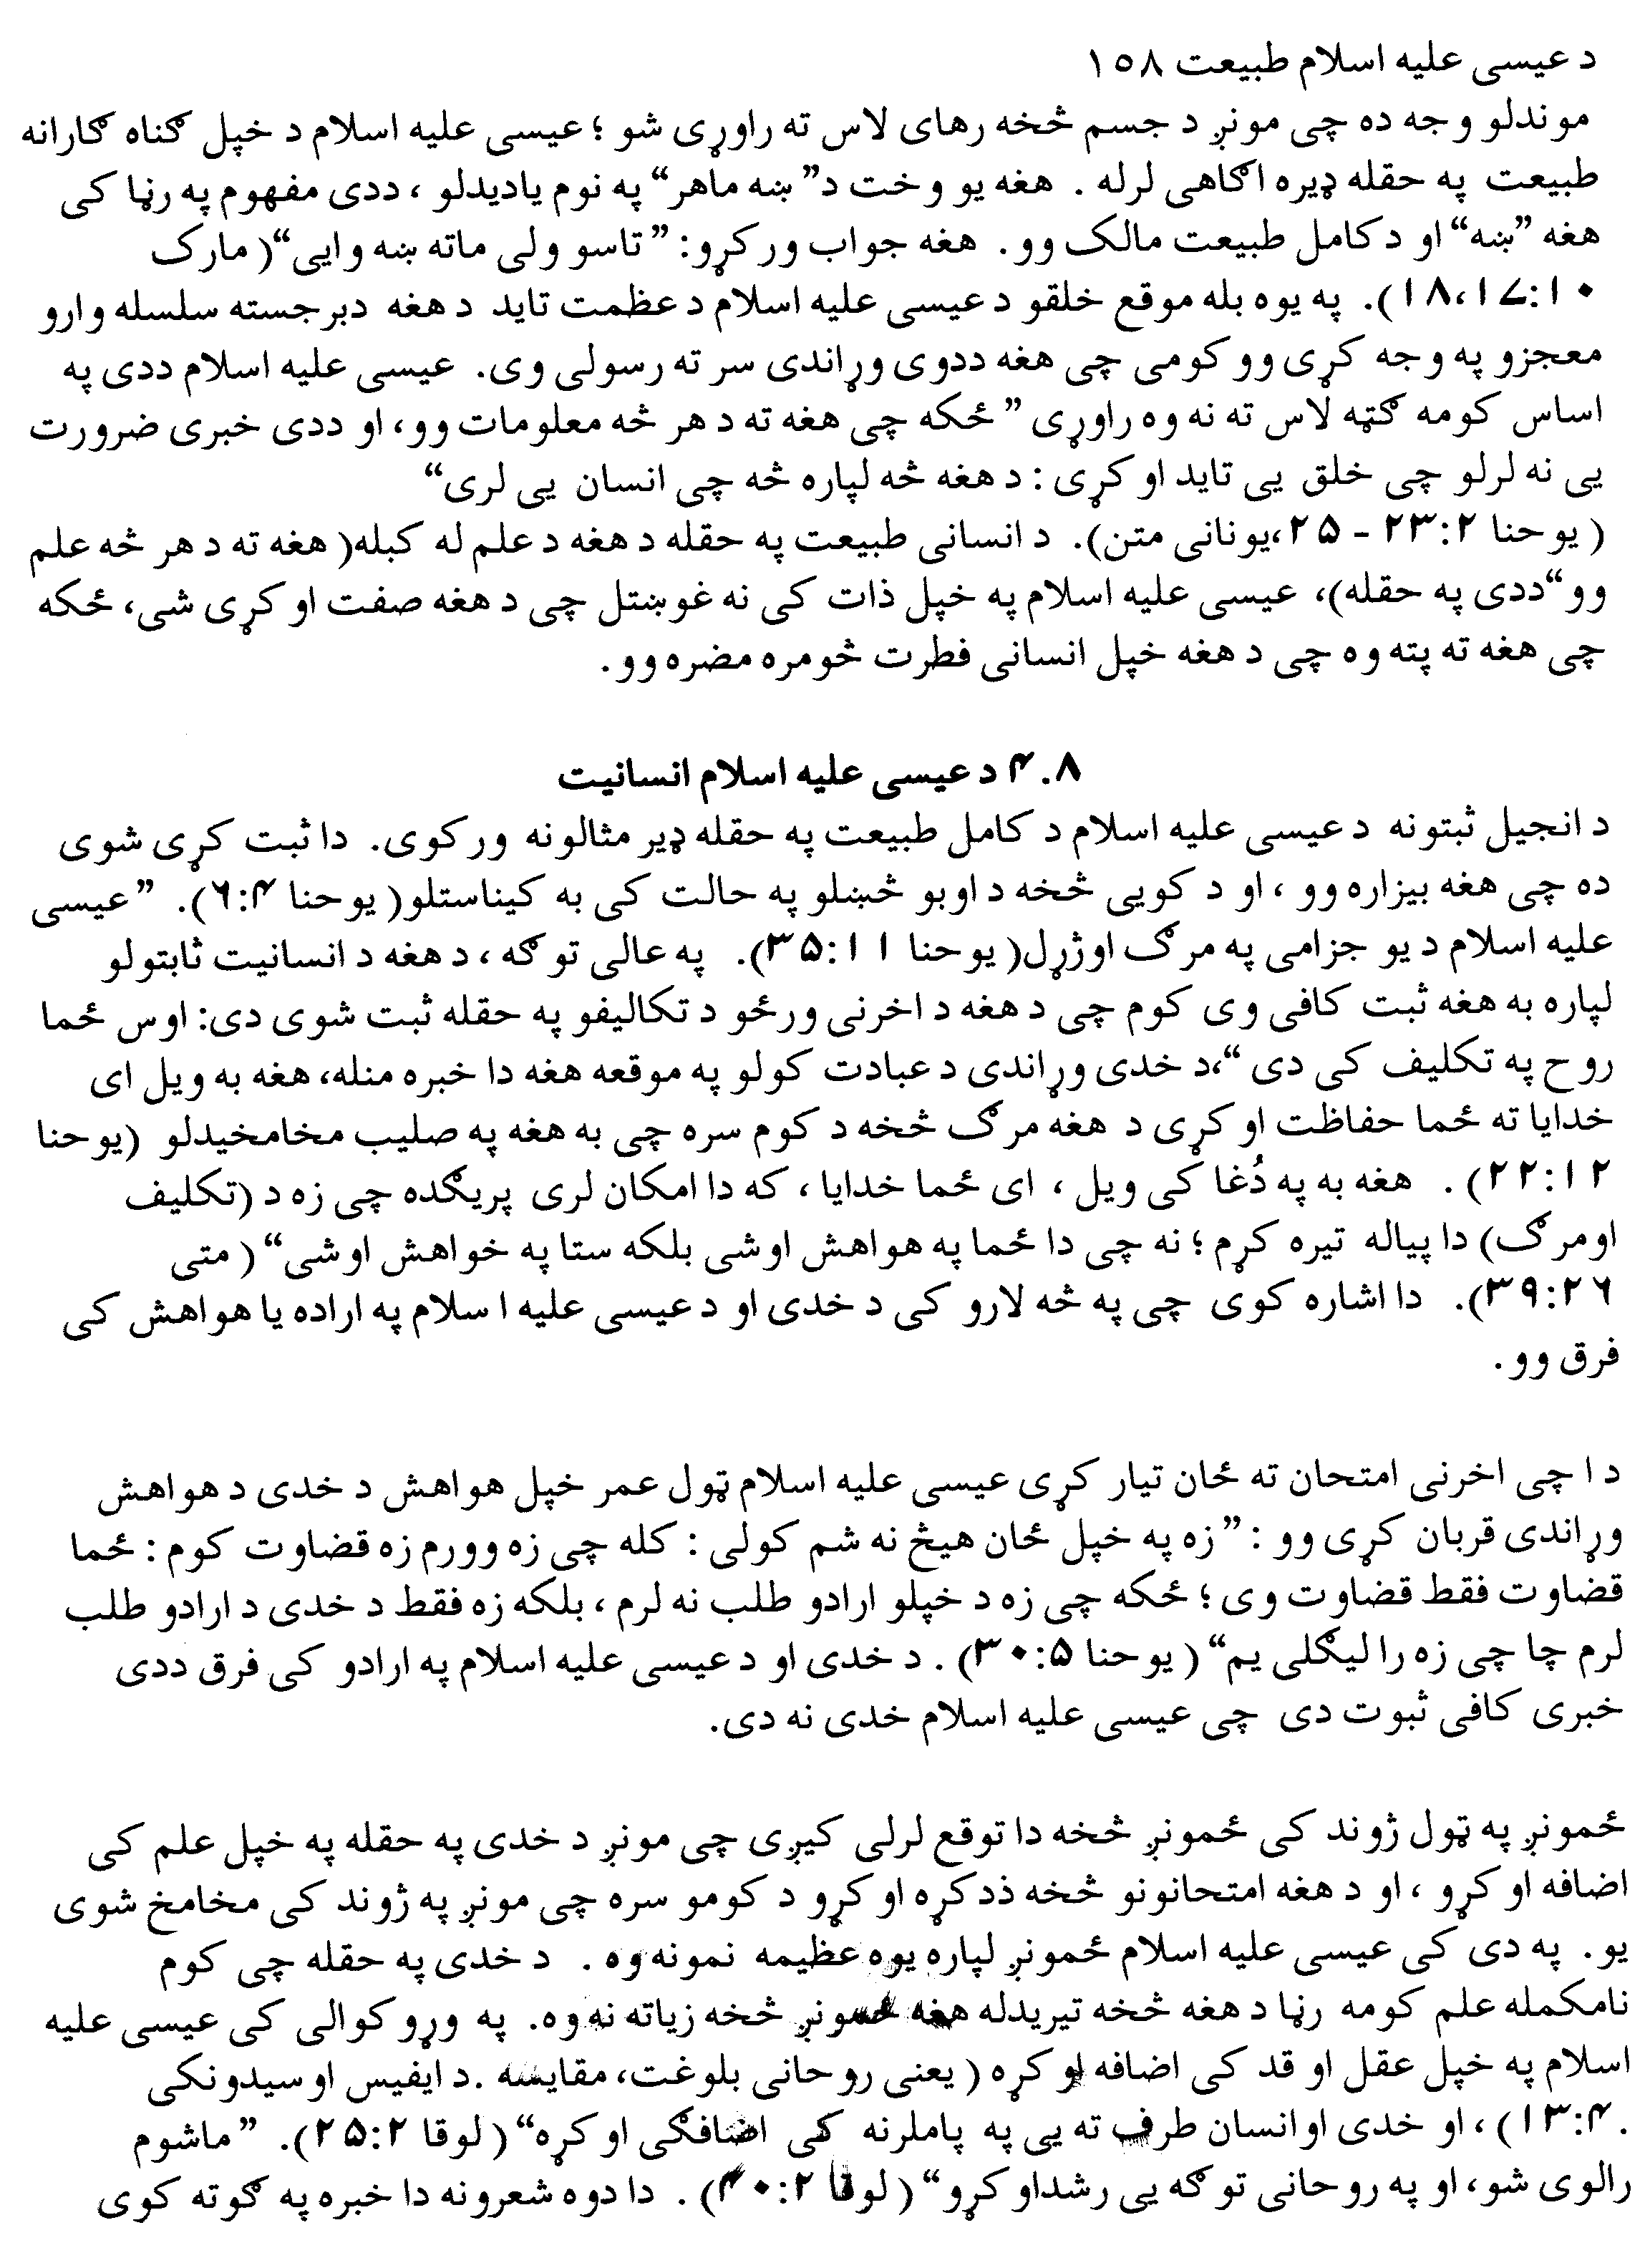 د عیسی علیه اسلام طبیعت ۱۵۸
موندلو وجه ده چی مونږ د جسم څخه رهای لاس ته راوړی شو ؛ عیسی علیه اسلام د خپل ګناه ګارانه
طبیعت په حقله ډیره اګاهی لرله . هغه یو وخت د” ښه ماهر“ په نوم یادیدلو ، ددی مفهوم په رڼا کی
هغه ”ښه“ او د کامل طبیعت مالک وو. هغه جواب ورکړو: ” تاسو ولی ماته ښه وایی“( مارک
۱۸،۱۷:۱۰). په یوه بله موقع خلقو د عیسی علیه اسلام د عظمت تاید د هغه دبرجسته سلسله وارو
معجزو په وجه کړی وو کومی چی هغه ددوی وړاندی سر ته رسولی وی. عیسی علیه اسلام ددی په
اساس کومه ګټه لاس ته نه وه راوړی ” ځکه چی هغه ته د هر څه معلومات وو، او ددی خبری ضرورت
یی نه لرلو چی خلق یی تاید او کړی : د هغه څه لپاره څه چی انسان یی لری“
( یوحنا ۲۳:۲ - ۲۵،یونانی متن). د انسانی طبیعت په حقله د هغه د علم له کبله( هغه ته د هر څه علم
وو“ددی په حقله)، عیسی علیه اسلام په خپل ذات کی نه غوښتل چی د هغه صفت او کړی شی، ځکه
چی هغه ته پته وه چی د هغه خپل انسانی فطرت څومره مضره وو.
۴.۸ د عیسی علیه اسلام انسانیت
د انجیل ثبتونه د عیسی علیه اسلام د کامل طبیعت په حقله ډیر مثالونه ورکوی. دا ثبت کړی شوی
ده چی هغه بیزاره وو ، او د کویی څخه د اوبو څښلو په حالت کی به کیناستلو( یوحنا ۶:۴). ”عیسی
علیه اسلام د یو جزامی په مرګ اوژړل( یوحنا ۳۵:۱۱). په عالی توګه ، د هغه د انسانیت ثابتولو
لپاره به هغه ثبت کافی وی کوم چی د هغه د اخرنی ورځو د تکالیفو په حقله ثبت شوی دی: اوس ځما
روح په تکلیف کی دی “،د خدی وړاندی د عبادت کولو په موقعه هغه دا خبره منله، هغه به ویل ای
خدایا ته ځما حفاظت او کړی د هغه مرګ څخه د کوم سره چی به هغه په صلیب مخامخیدلو (یوحنا
۲۲:۱۲) . هغه به په دُغا کی ویل ، ای ځما خدایا ، که دا امکان لری پریګده چی زه د (تکلیف
اومرګ) دا پیاله تیره کړم ؛ نه چی دا ځما په هواهش اوشی بلکه ستا په خواهش اوشی“ ( متی
۳۹:۲۶). دا اشاره کوی چی په څه لارو کی د خدی او د عیسی علیه ا سلام په اراده یا هواهش کی
فرق وو.
د ا چی اخرنی امتحان ته ځان تیار کړی عیسی علیه اسلام ټول عمر خپل هواهش د خدی د هواهش
وړاندی قربان کړی وو : ” زه په خپل ځان هیڅ نه شم کولی : کله چی زه وورم زه قضاوت کوم : ځما
قضاوت فقط قضاوت وی ؛ ځکه چی زه د خپلو ارادو طلب نه لرم ، بلکه زه فقط د خدی د ارادو طلب
لرم چا چی زه را لیګلی یم“ ( یوحنا ۳۰:۵) . د خدی او د عیسی علیه اسلام په ارادو کی فرق ددی
خبری کافی ثبوت دی چی عیسی علیه اسلام خدی نه دی.
ځمونږ په ټول ژوند کی ځمونږ څخه دا توقع لرلی کیږی چی مونږ د خدی په حقله په خپل علم کی
اضافه او کړو ، او د هغه امتحانونو څخه ذدکړه او کړو د کومو سره چی مونږ په ژوند کی مخامخ شوی
یو. په دی کی عیسی علیه اسلام ځمونږ لپاره یوه عظیمه نمونه وه . د خدی په حقله چی کوم
نامکمله علم کومه رڼا د هغه څخه تیریدله هغه ځمونږ څخه زیاته نه وه. په وړوکوالی کی عیسی علیه
اسلام په خپل عقل او قد کی اضافه او کړه ( یعنی روحانی بلوغت، مقایسه .د ایفیس اوسیدونکی
.۱۳:۴) ، او خدی او انسان طرف ته یی په پاملرنه کی اضافګی او کړه“ ( لوقا ۲۵:۲). ” ماشوم
رالوی شو، او په روحانی توګه یی رشداو کړو“ ( لوقا ۴۰:۲) . دا دوه شعرونه دا خبره په ګوته کوی